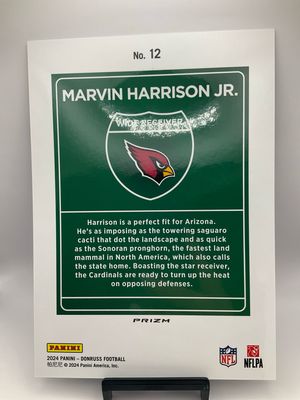 No. 12
MARVIN HARRISON JR.
WIDE RECEIVER
Harrison is a perfect fit for Arizona.
He's as imposing as the towering saguaro
cacti that dot the landscape and as quick
as the Sonoran pronghorn, the fastest land
mammal in North America, which also calls
the state home. Boasting the star receiver,
the Cardinals are ready to turn up the heat
on opposing defenses.
PRIZM
PANINI
2024 PANINI – DONRUSS FOOTBALL
帕尼尼 © 2024 Panini America, Inc.
NFL
NFLPA